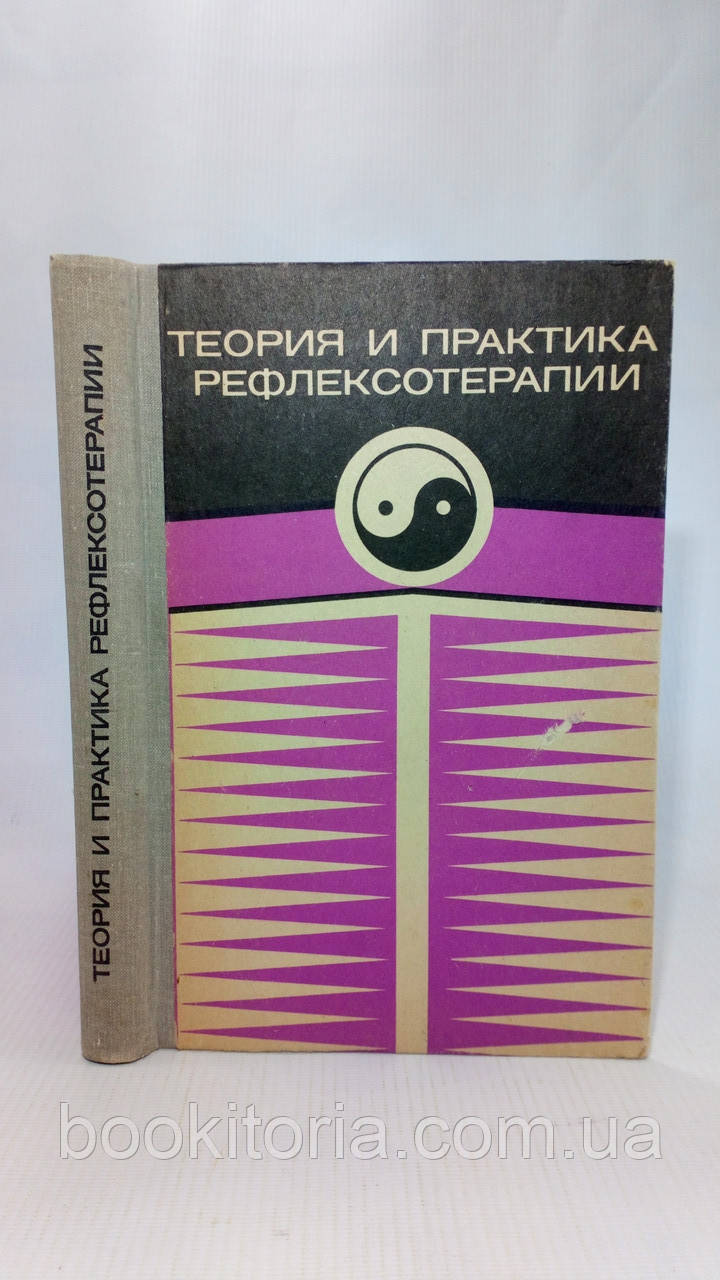 ТЕОРИЯ И ПРАКТИКА
РЕФЛЕКСОТЕРАПИИ
ТЕОРИЯ И ПРАКТИКА РЕФЛЕКСОТЕРАПИИ
bookitoria.com.ua